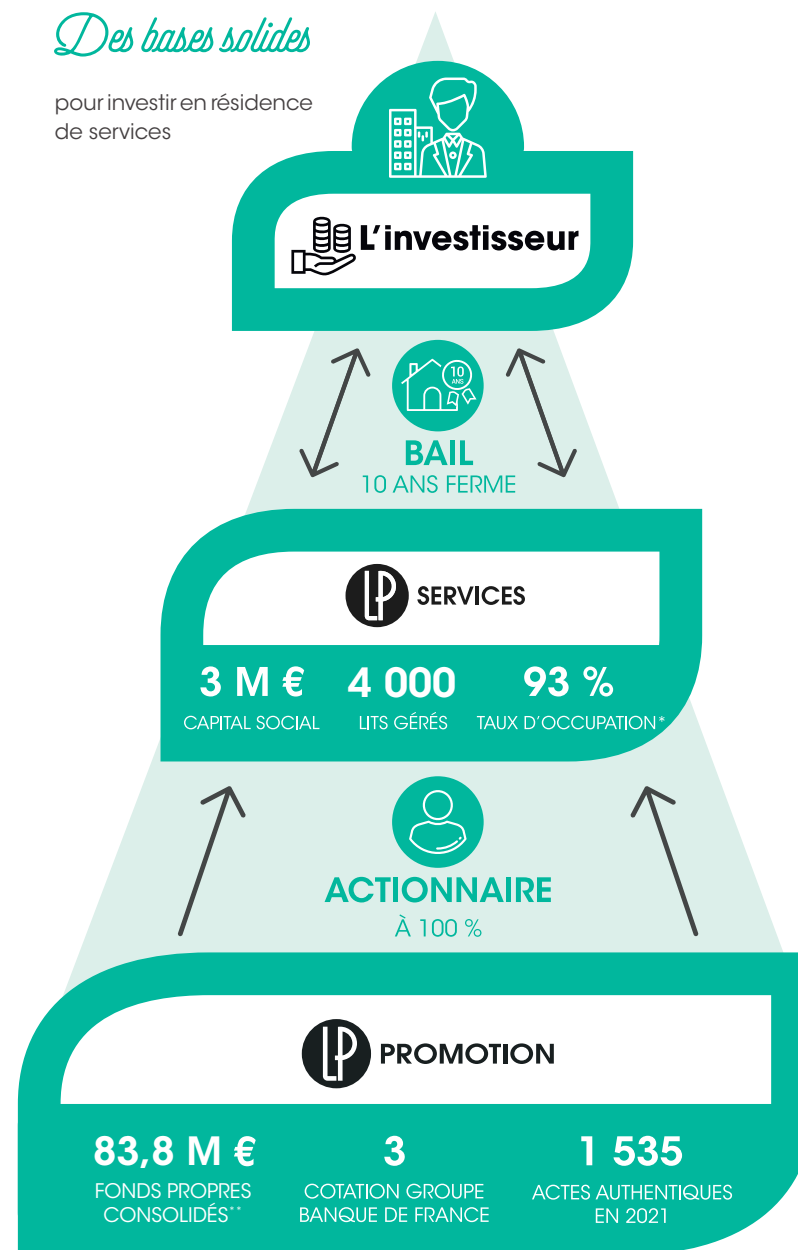 Des bases solides
pour investir en résidence
de services
L'investisseur
10
ANS
BAIL
10 ANS FERME
LP SERVICES
3 M € 4 000 93 %
CAPITAL SOCIAL LITS GÉRÉS TAUX D'OCCUPATION*
ACTIONNAIRE
À 100 %
LP PROMOTION
83,8 M € 3 1 535
FONDS PROPRES COTATION GROUPE ACTES AUTHENTIQUES
CONSOLIDÉS** BANQUE DE FRANCE EN 2021